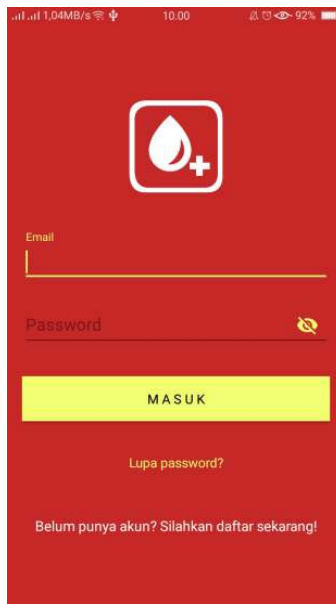 1,04MB/s 10.00 92%
Email
Password
MASUK
Lupa password?
Belum punya akun? Silahkan daftar sekarang!